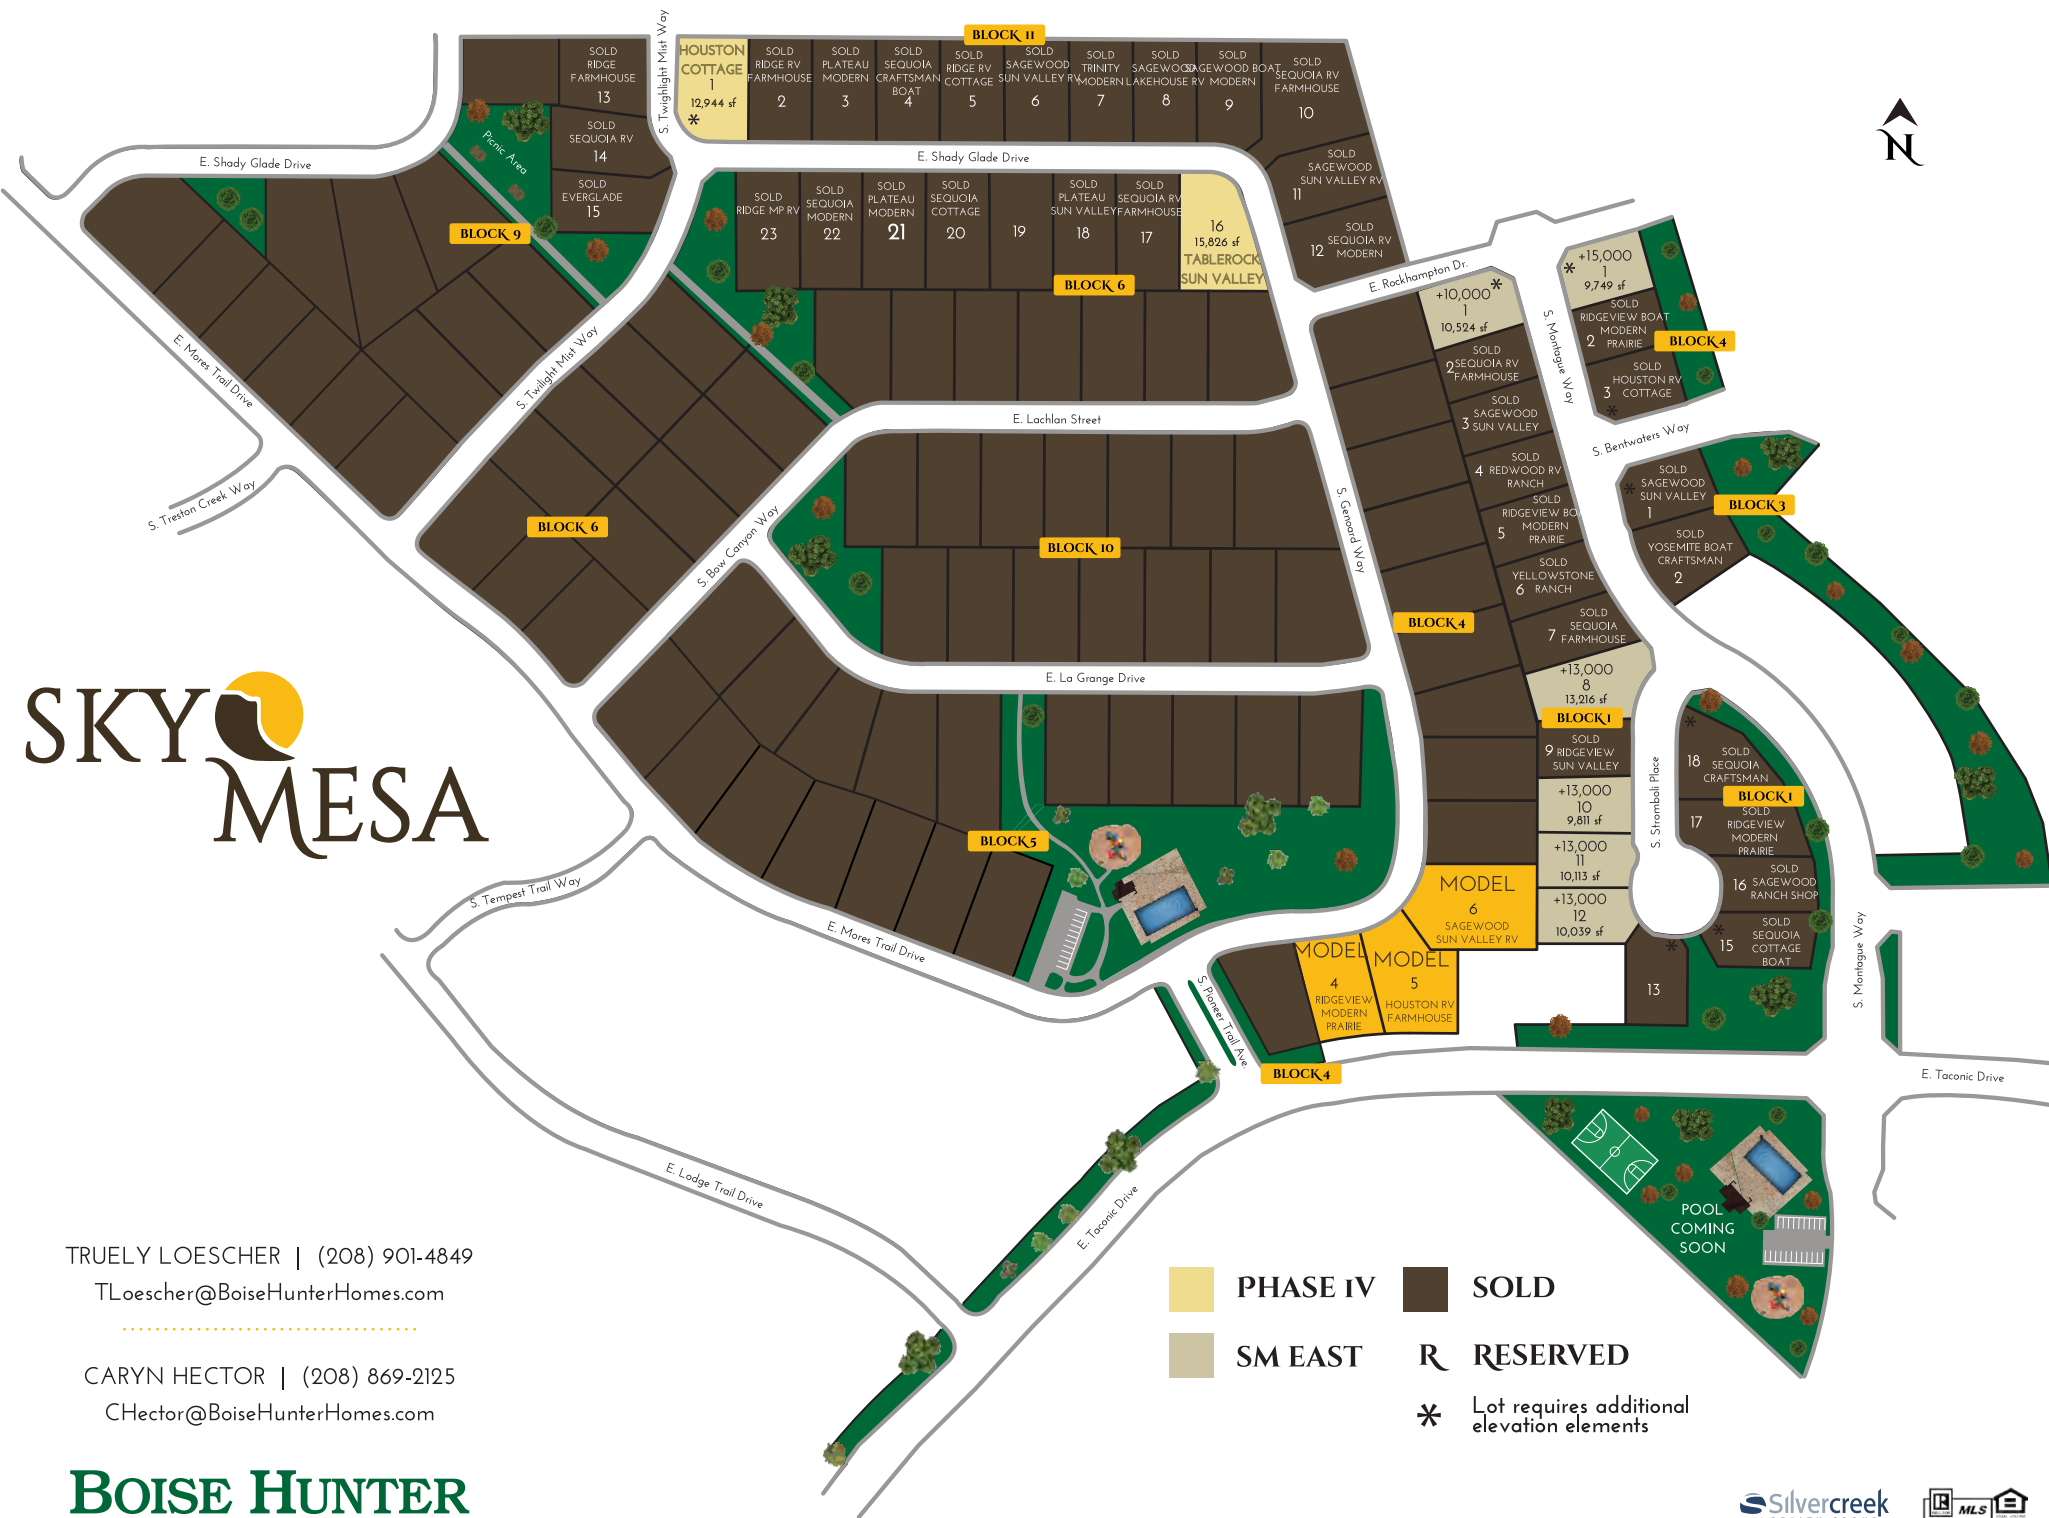 BLOCK 11
S. Twighlight Mist Way
SOLD
RIDGE
FARMHOUSE
13
HOUSTON
COTTAGE
1
12,944 sf
*
SOLD
RIDGE RV
FARMHOUSE
2
SOLD
PLATEAU
MODERN
3
SOLD
SEQUOIA
CRAFTSMAN
BOAT
4
SOLD
RIDGE RV
COTTAGE
5
SOLD
SAGEWOOD
SUN VALLEY RV
6
SOLD
TRINITY
MODERN
7
SOLD
SAGEWOOD
LAKEHOUSE RV
8
SOLD
SAGEWOOD BOAT
MODERN
9
SOLD
SEQUOIA RV
FARMHOUSE
10
SOLD
SAGEWOOD
SUN VALLEY RV
11
SOLD
SEQUOIA RV
MODERN
12
SOLD
SEQUOIA RV
14
SOLD
EVERGLADE
15
Picnic Area
BLOCK 9
E. Shady Glade Drive
E. Shady Glade Drive
SOLD
RIDGE MP RV
23
SOLD
SEQUOIA
MODERN
22
SOLD
PLATEAU
MODERN
21
SOLD
SEQUOIA
COTTAGE
20
19
SOLD
PLATEAU
SUN VALLEY
18
SOLD
SEQUOIA RV
FARMHOUSE
17
16
15,826 sf
TABLEROCK
SUN VALLEY
BLOCK 6
N
E. Rockhampton Dr.
+10,000
*
1
10,524 sf
SOLD
2 SEQUOIA RV
FARMHOUSE
SOLD
SAGEWOOD
3 SUN VALLEY
SOLD
4 REDWOOD RV
RANCH
SOLD
RIDGEVIEW BO
MODERN
5 PRAIRIE
SOLD
YELLOWSTONE
6 RANCH
SOLD
SEQUOIA
7 FARMHOUSE
+13,000
8
13,216 sf
BLOCK 1
SOLD
9 RIDGEVIEW
SUN VALLEY
+13,000
10
9,811 sf
+13,000
11
10,113 sf
+13,000
12
10,039 sf
13
*
+15,000
*
1
9,749 sf
SOLD
RIDGEVIEW BOAT
MODERN
2 PRAIRIE
SOLD
HOUSTON RV
3 COTTAGE
*
BLOCK 4
S. Montague Way
S. Bentwaters Way
SOLD
* SAGEWOOD
SUN VALLEY
1
SOLD
YOSEMITE BOAT
CRAFTSMAN
2
BLOCK 3
*
SOLD
18 SEQUOIA
CRAFTSMAN
BLOCK 1
SOLD
17 RIDGEVIEW
MODERN
PRAIRIE
SOLD
16 SAGEWOOD
RANCH SHOP
SOLD
* SEQUOIA
15 COTTAGE
BOAT
S. Stromboli Place
S. Montague Way
E. Mores Trail Drive
S. Twilight Mist Way
S. Treston Creek Way
BLOCK 6
S. Bow Canyon Way
E. Lachlan Street
BLOCK 10
S. Genoard Way
BLOCK 4
E. La Grange Drive
BLOCK 5
SKY
MESA
S. Tempest Trail Way
E. Mores Trail Drive
MODEL
6
SAGEWOOD
SUN VALLEY RV
MODEL
4
RIDGEVIEW
MODERN
PRAIRIE
MODEL
5
HOUSTON RV
FARMHOUSE
S. Pioneer Trail Ave.
BLOCK 4
E. Taconic Drive
E. Lodge Trail Drive
E. Taconic Drive
POOL
COMING
SOON
TRUELY LOESCHER | (208) 901-4849
TLoescher@BoiseHunterHomes.com
CARYN HECTOR | (208) 869-2125
CHector@BoiseHunterHomes.com
BOISE HUNTER
PHASE IV
SOLD
SM EAST
R RESERVED
* Lot requires additional
elevation elements
Silvercreek
R MLS